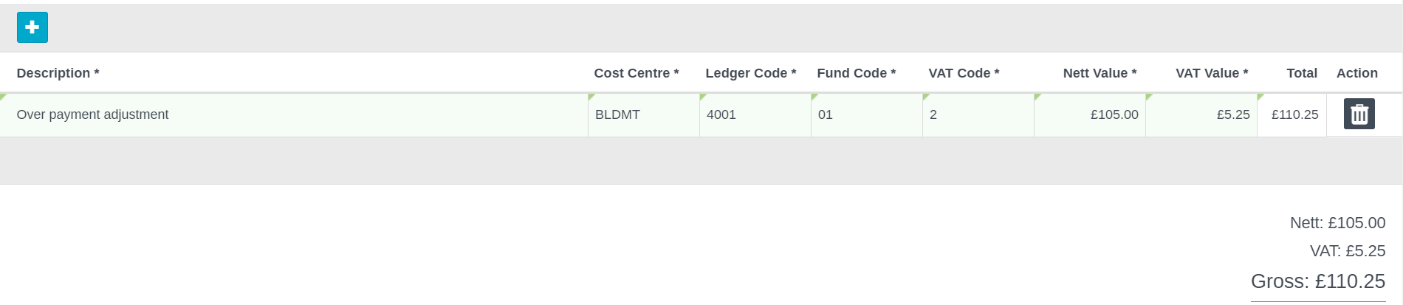 Description * Cost Centre * Ledger Code * Fund Code * VAT Code * Nett Value * VAT Value * Total Action
Over payment adjustment BLDMT 4001 01 2 £105.00 £5.25 £110.25
Nett: £105.00
VAT: £5.25
Gross: £110.25